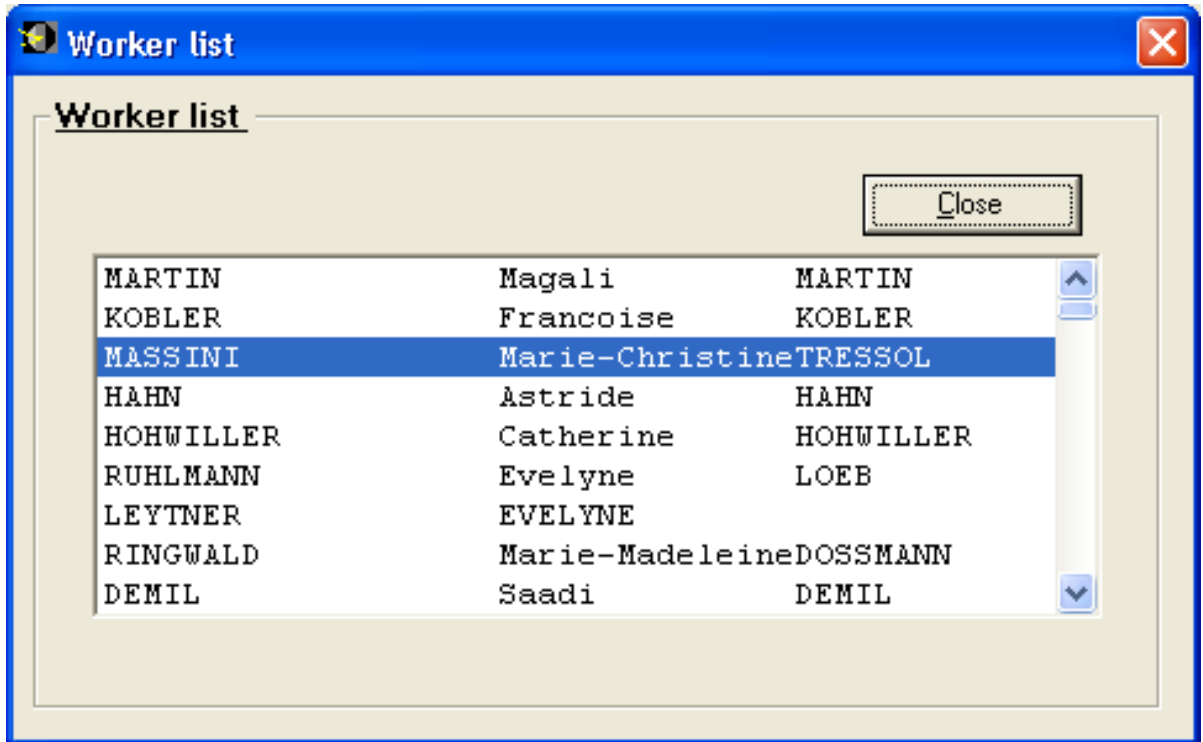 Worker list
Worker list
Close
MARTIN Magali MARTIN
KOBLER Francoise KOBLER
MASSINI Marie-ChristineTRESSOL
HAHN Astride HAHN
HOHWILLER Catherine HOHWILLER
RUHLMANN Evelyne LOEB
LEYTNER EVELYNE
RINGWALD Marie-MadeleineDOSSMANN
DEMIL Saadi DEMIL